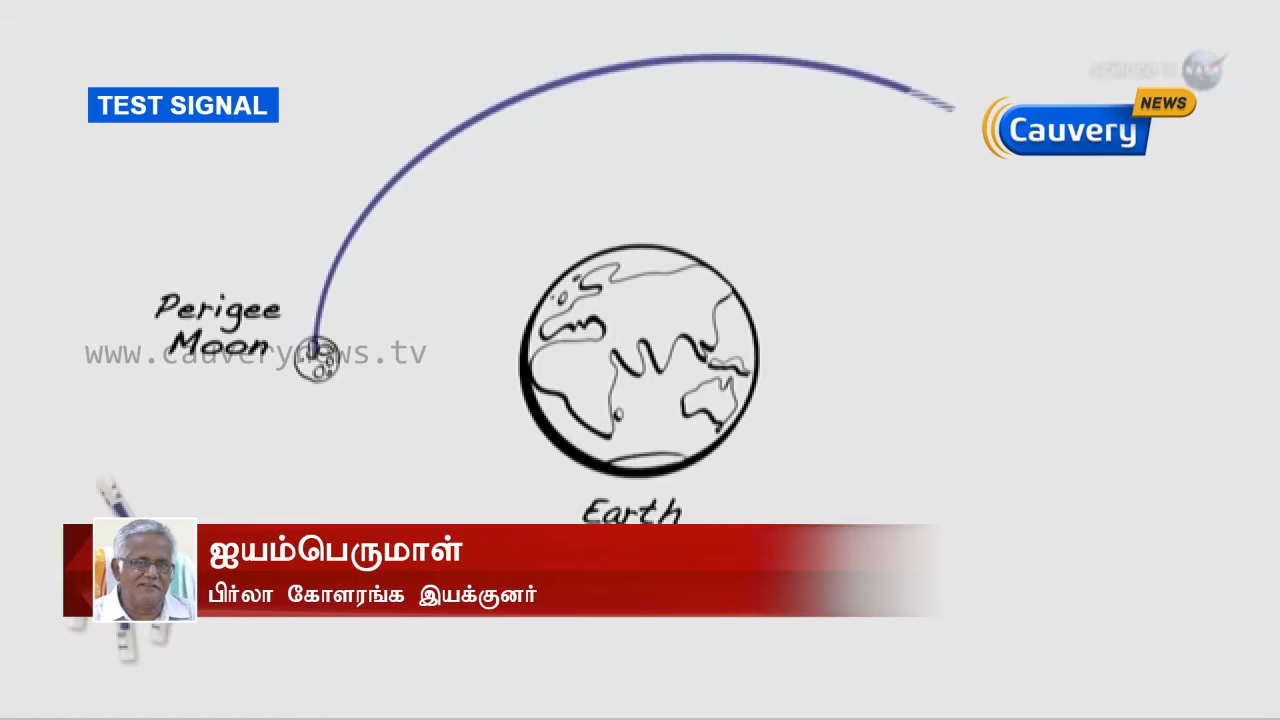 TEST SIGNAL
NEWS
Cauvery
Perigee
Moon
www.cauverynews.tv
Earth
ஐயம்பெருமாள்
பிர்லா கோளரங்க இயக்குனர்